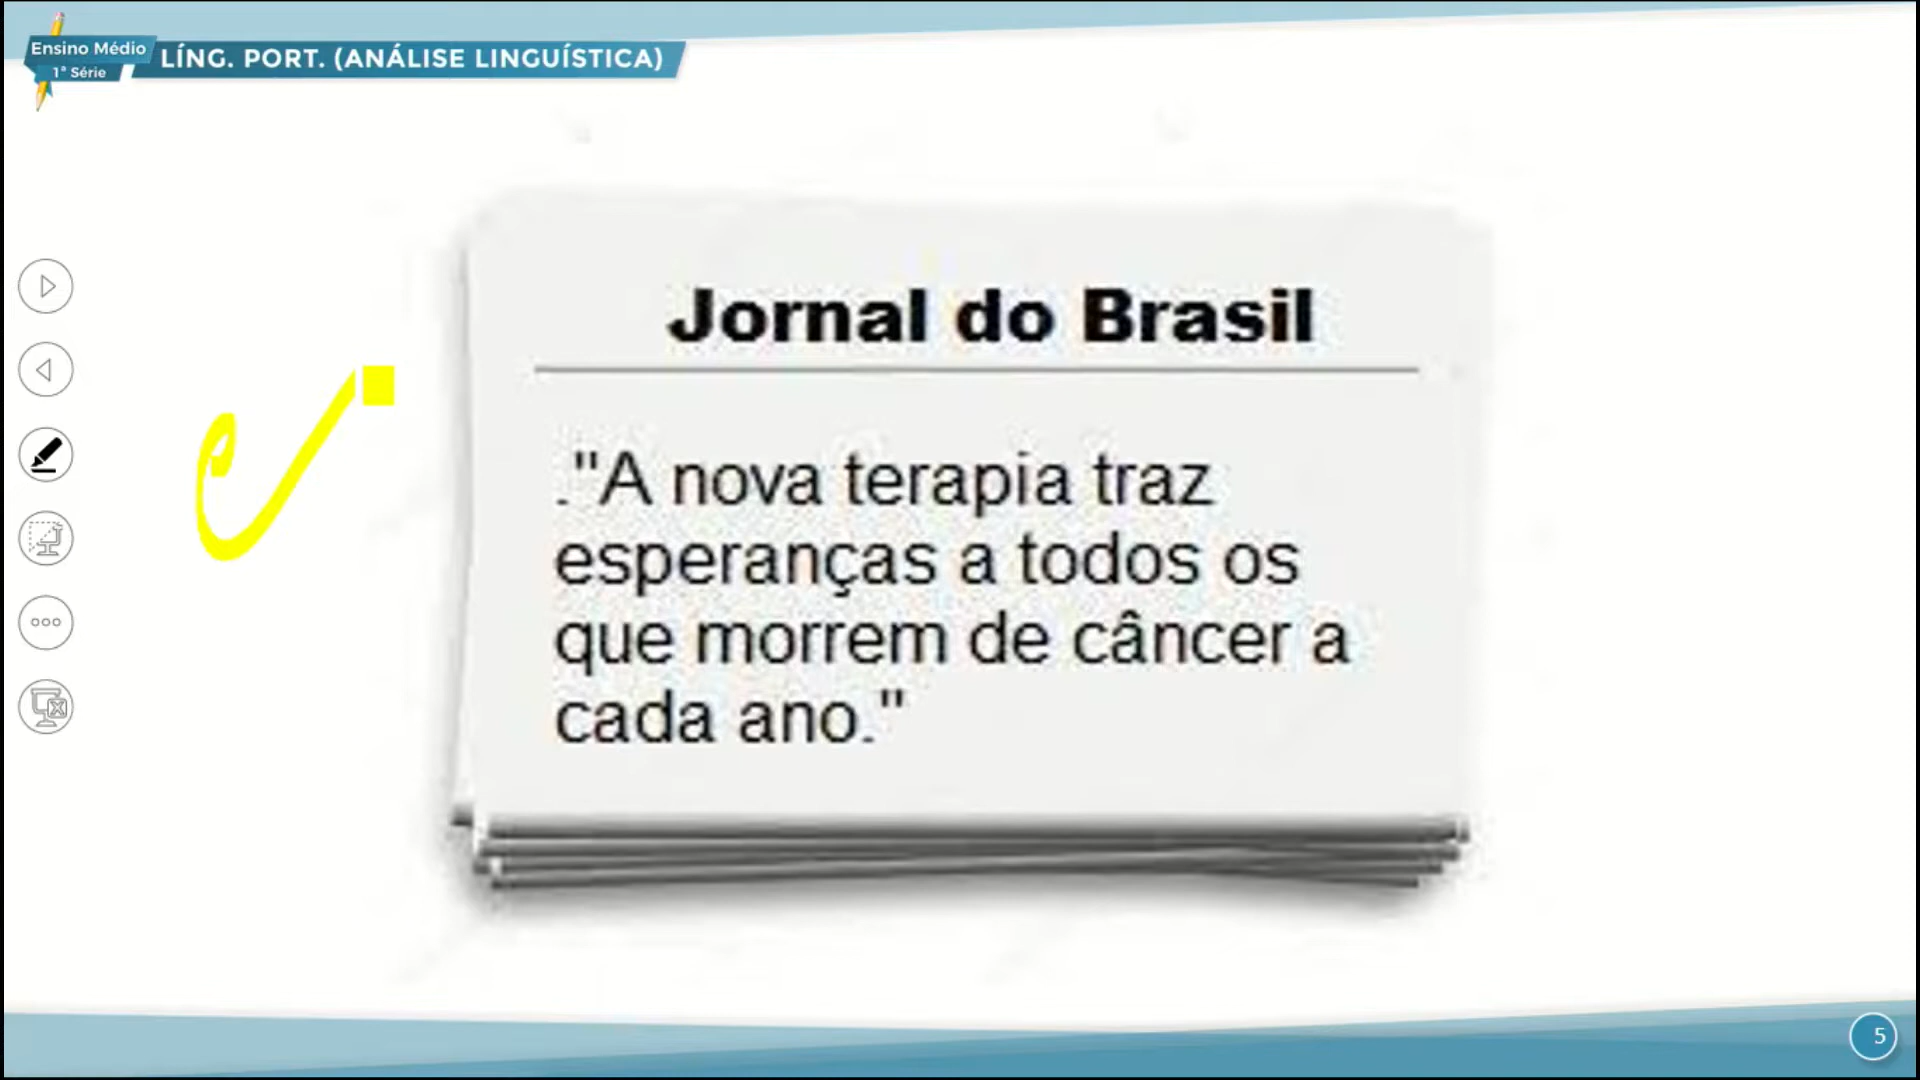 Ensino Médio
1ª Série
LÍNG. PORT. (ANÁLISE LINGUÍSTICA)
Jornal do Brasil
."A nova terapia traz
esperanças a todos os
que morrem de câncer a
cada ano."
5